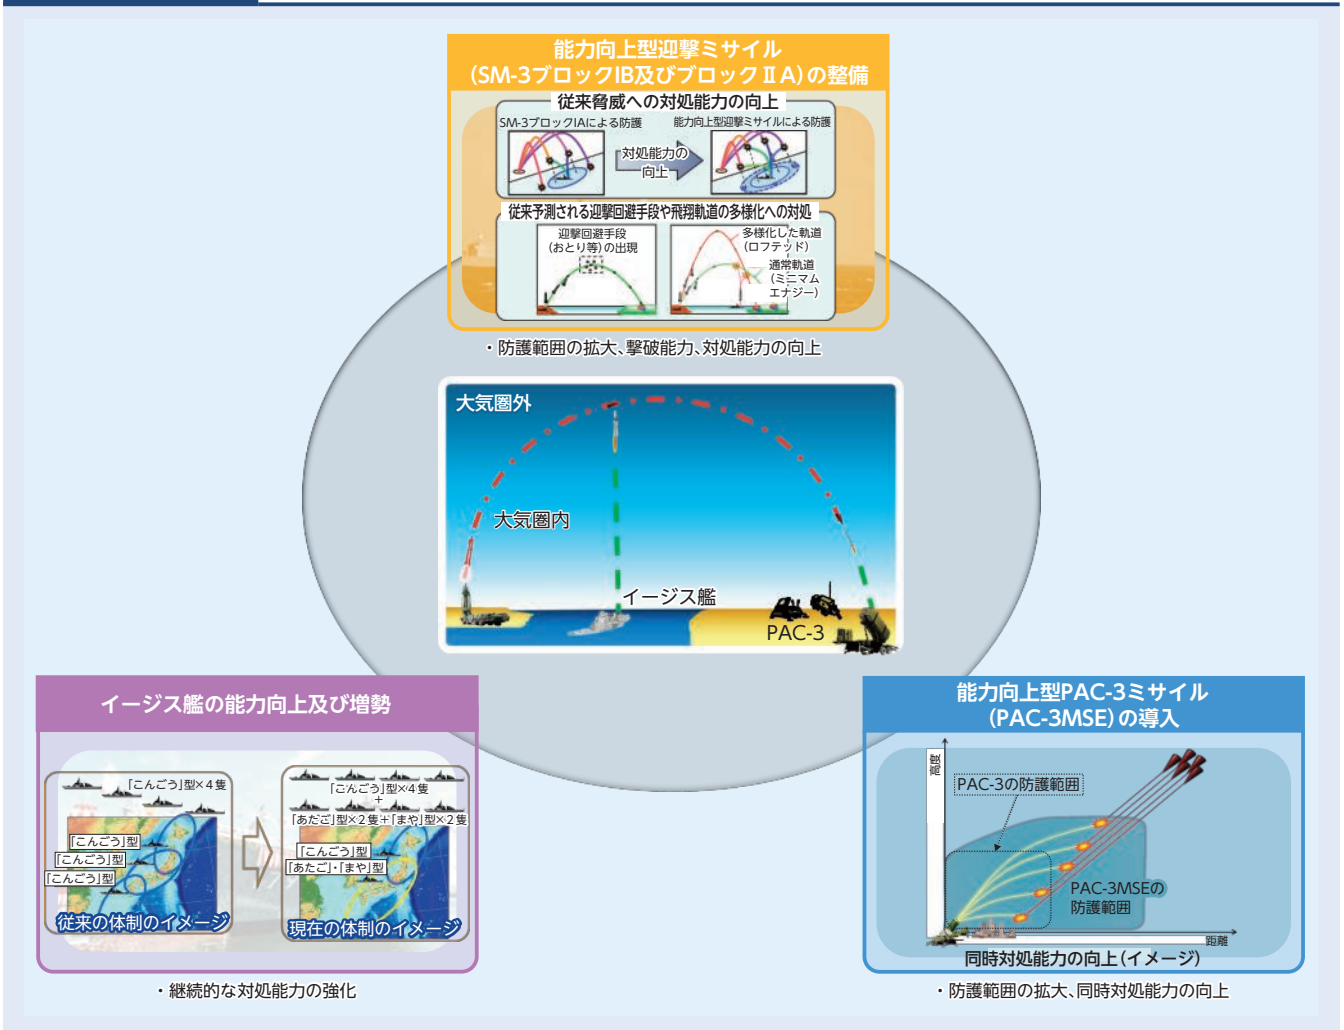 能力向上型迎撃ミサイル
（SM-3ブロックIB及びブロックⅡA）の整備
従来脅威への対処能力の向上
SM-3ブロックIAによる防護
能力向上型迎撃ミサイルによる防護
対処能力の
向上
従来予測される迎撃回避手段や飛翔軌道の多様化への対処
迎撃回避手段
（おとり等）の出現
多様化した軌道
（ロフテッド）
通常軌道
（ミニマム
エナジー）
・防護範囲の拡大、撃破能力、対処能力の向上
大気圏外
大気圏内
イージス艦
PAC-3
イージス艦の能力向上及び増勢
「こんごう」型×4隻
「こんごう」型
「こんごう」型
「こんごう」型
従来の体制のイメージ
「こんごう」型×4隻
＋
「あたご」型×2隻＋「まや」型×2隻
「こんごう」型
「あたご」・「まや」型
現在の体制のイメージ
・継続的な対処能力の強化
能力向上型PAC-3ミサイル
（PAC-3MSE）の導入
高度
PAC-3の防護範囲
PAC-3MSEの
防護範囲
距離
同時対処能力の向上（イメージ）
・防護範囲の拡大、同時対処能力の向上